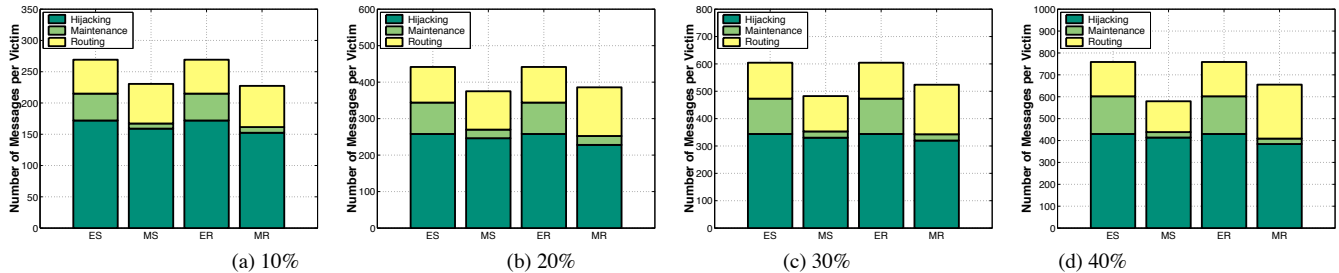 Number of Messages per Victim
350
300
250
200
150
100
50
0
Hijacking
Maintenance
Routing
ES MS ER MR
(a) 10%
Number of Messages per Victim
600
500
400
300
200
100
0
Hijacking
Maintenance
Routing
ES MS ER MR
(b) 20%
Number of Messages per Victim
800
700
600
500
400
300
200
100
0
Hijacking
Maintenance
Routing
ES MS ER MR
(c) 30%
Number of Messages per Victim
1000
900
800
700
600
500
400
300
200
100
0
Hijacking
Maintenance
Routing
ES MS ER MR
(d) 40%